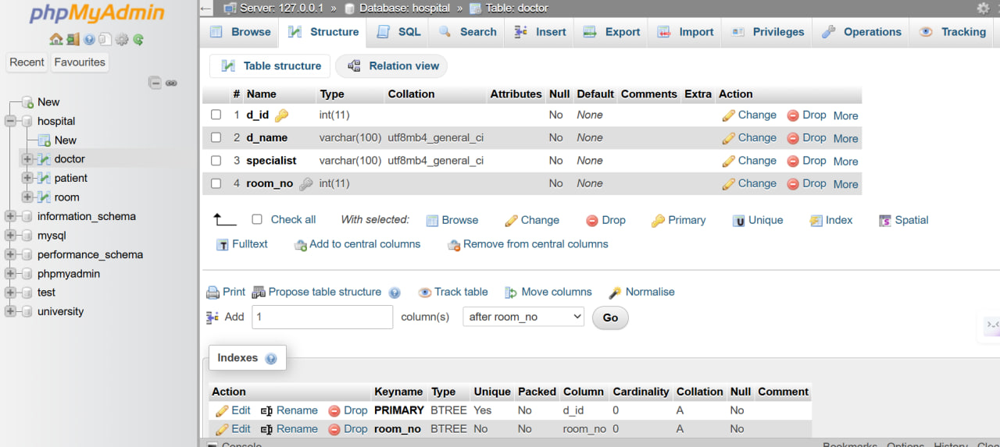 phpMyAdmin
Recent Favourites
New
hospital
New
doctor
patient
room
information_schema
mysql
performance_schema
phpmyadmin
test
university
Server: 127.0.0.1 » Database: hospital » Table: doctor
Browse Structure SQL Search Insert Export Import Privileges Operations Tracking
Table structure Relation view
# Name Type Collation Attributes Null Default Comments Extra Action
1 d_id int(11) No None Change Drop More
2 d_name varchar(100) utf8mb4_general_ci No None Change Drop More
3 specialist varchar(100) utf8mb4_general_ci No None Change Drop More
4 room_no int(11) No None Change Drop More
Check all With selected: Browse Change Drop Primary Unique Index Spatial
Fulltext Add to central columns Remove from central columns
Print Propose table structure Track table Move columns Normalise
Add 1 column(s) after room_no Go
Indexes
Action Keyname Type Unique Packed Column Cardinality Collation Null Comment
Edit Rename Drop PRIMARY BTREE Yes No d_id 0 A No
Edit Rename Drop room_no BTREE No No room_no 0 A No
Console Bookmarks Options History